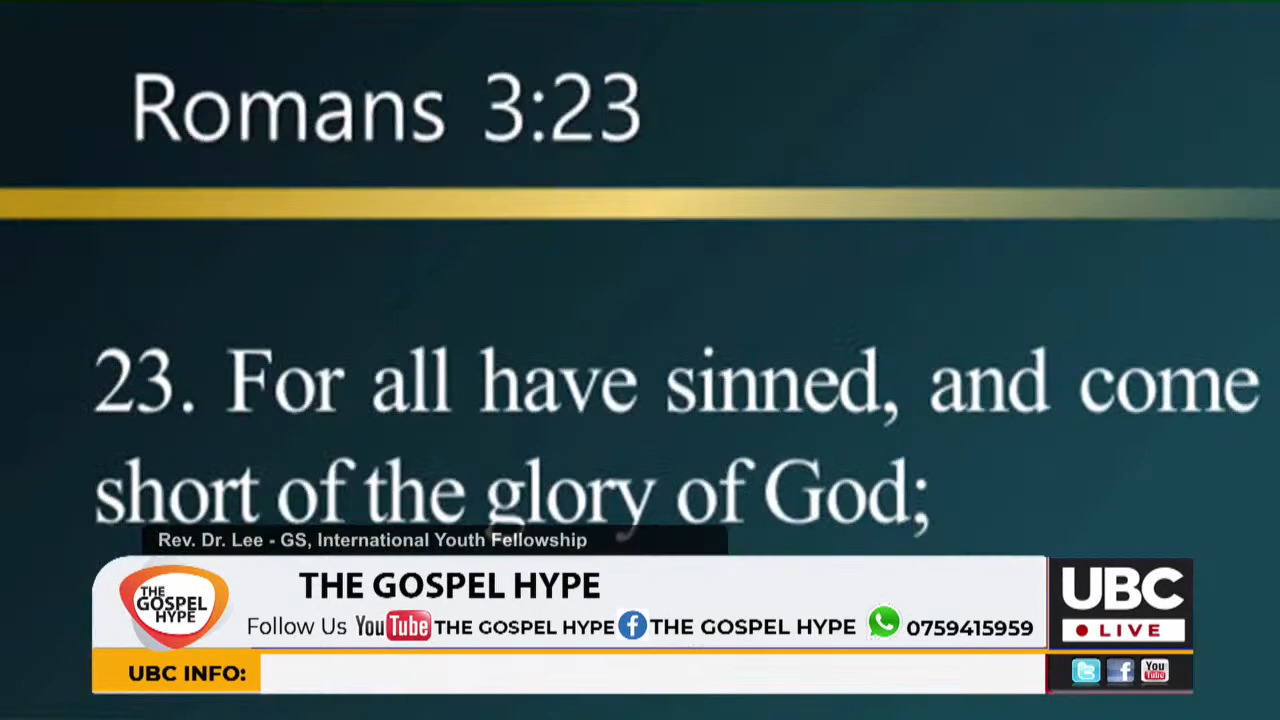 Romans 3:23
23. For all have sinned, and come
short of the glory of God;
Rev. Dr. Lee - GS, International Youth Fellowship
THE GOSPEL HYPE
THE
GOSPEL
HYPE
Follow Us YouTube THE GOSPEL HYPE f THE GOSPEL HYPE 0759415959
UBC
LIVE
UBC INFO:
t f You Tube